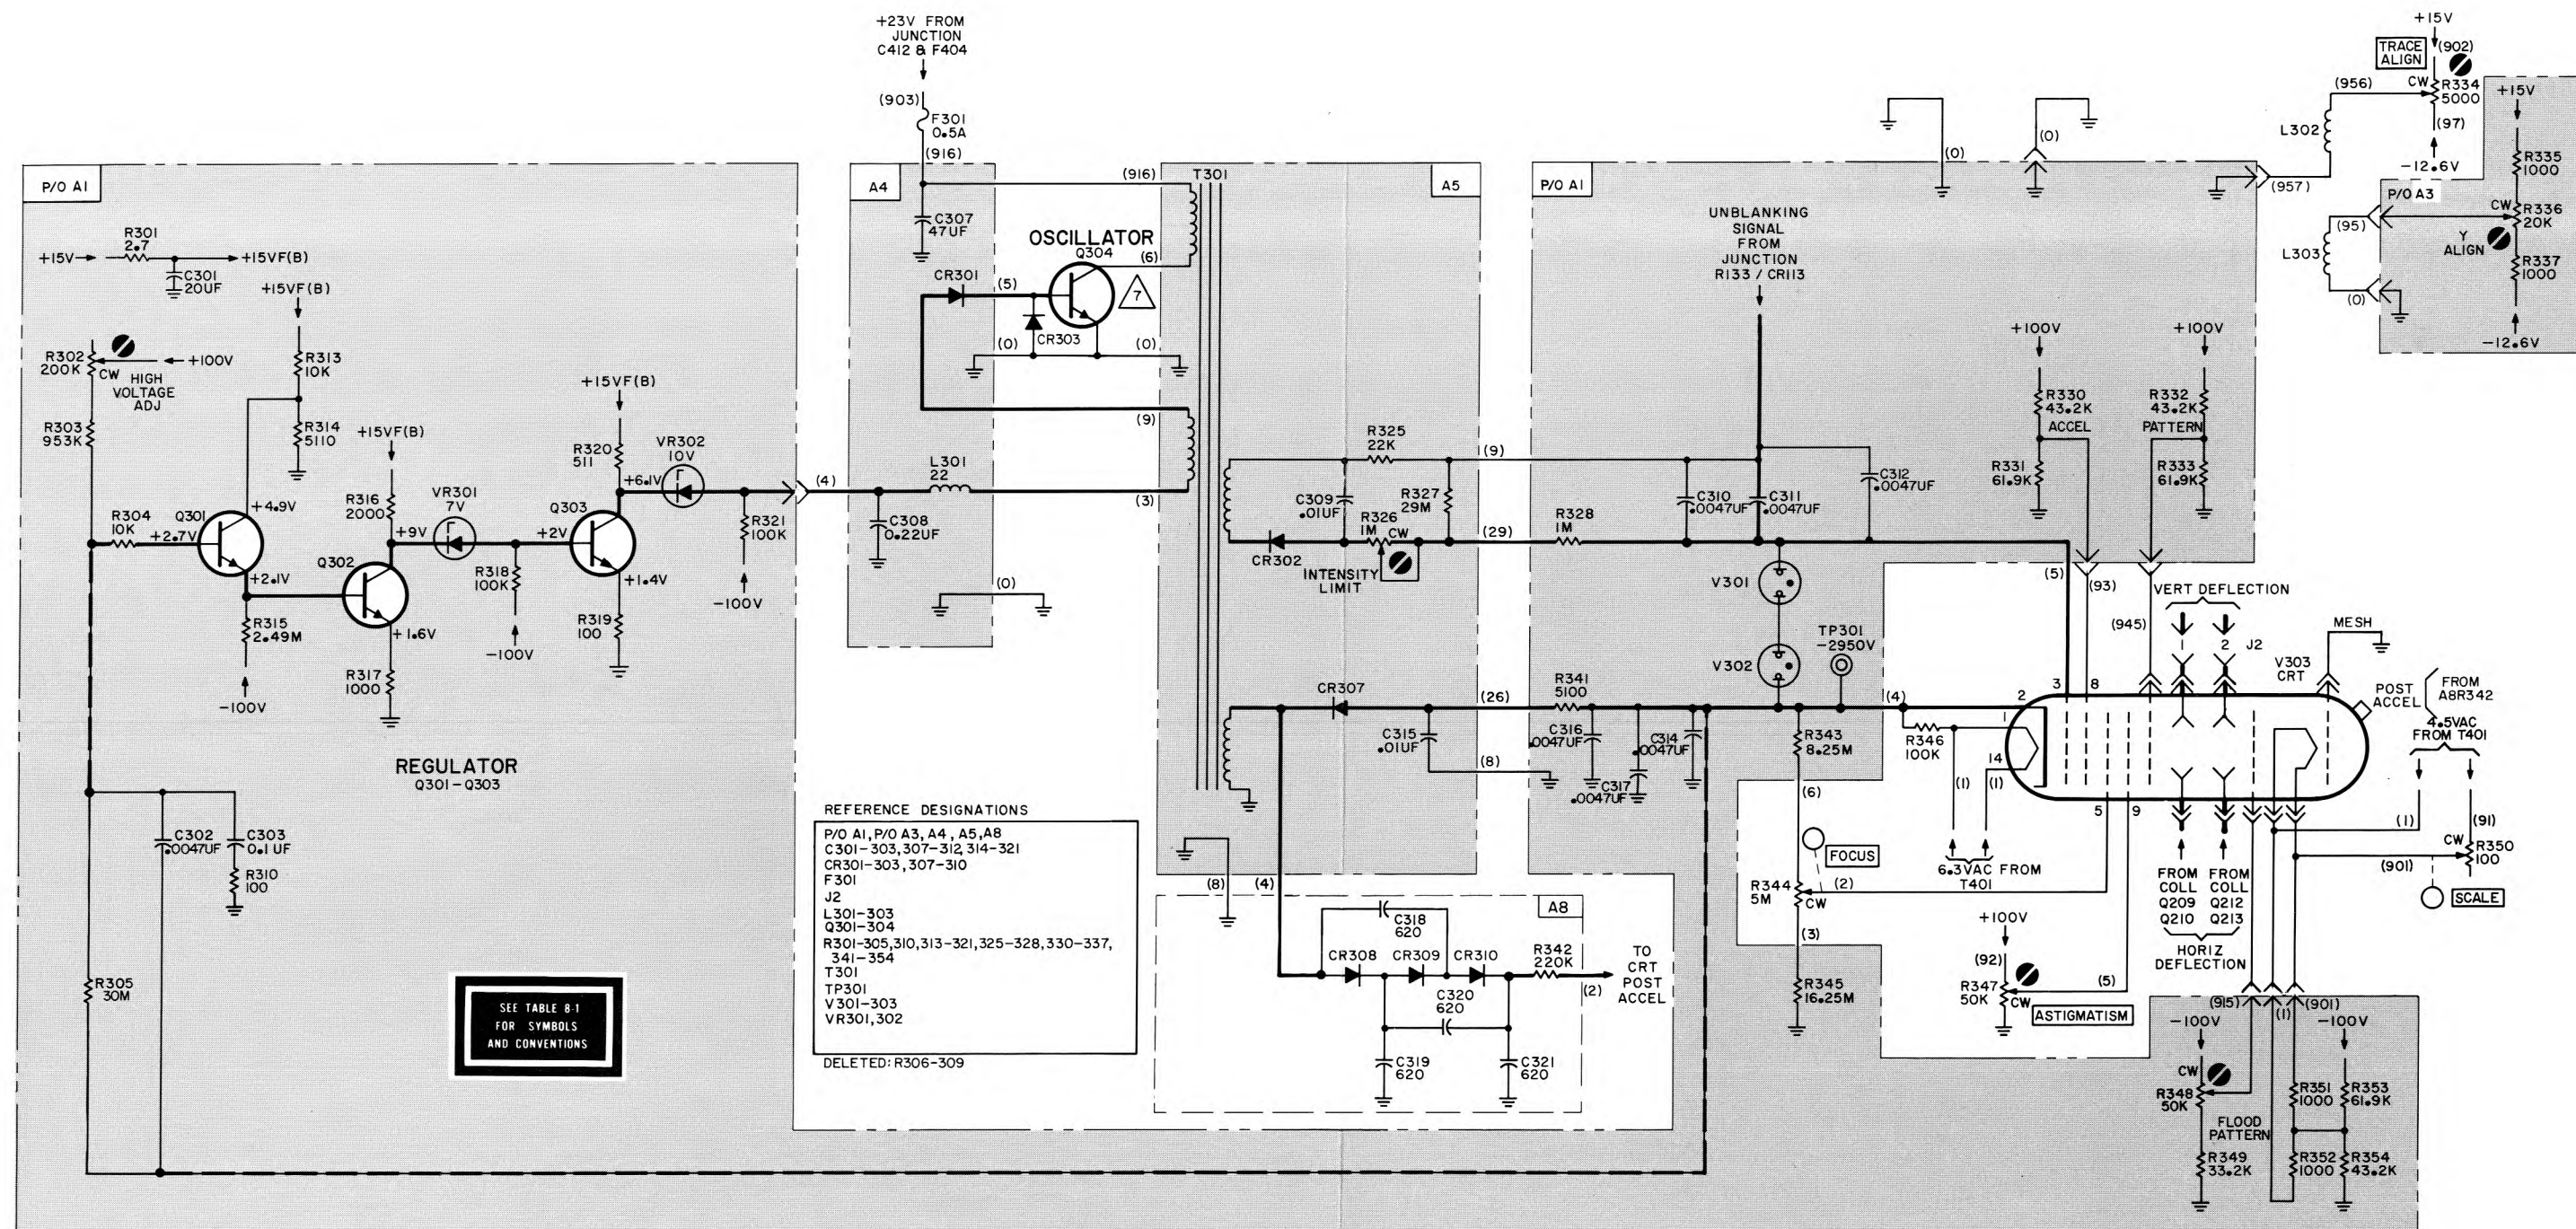 +23V FROM
JUNCTION
C412 & F404
(903)
F301
0.5A
(916)
P/O A1
R301
2.7
+15V
+15VF(B)
C301
20UF
+15VF(B)
R302
200K
CW
+100V
HIGH
VOLTAGE
ADJ
R313
10K
R303
953K
R314
5110
+15VF(B)
+15VF(B)
R320
511
VR302
10V
+6.1V
R304
10K
Q301
+4.9V
+2.7V
R316
2000
VR301
7V
+9V
Q303
+2V
R321
100K
-100V
+2.1V
Q302
R318
100K
-100V
+1.4V
R319
100
R315
2.49M
-100V
+1.6V
R317
1000
REGULATOR
Q301-Q303
C302
.0047UF
C303
0.1 UF
R310
100
R305
30M
SEE TABLE 8-1
FOR SYMBOLS
AND CONVENTIONS
A4
C307
47UF
OSCILLATOR
Q304
(6)
7
CR301
(5)
CR303
(0)
(0)
(9)
(4)
L301
22
(3)
C308
0.22UF
(0)
REFERENCE DESIGNATIONS
P/O A1, P/O A3, A4, A5, A8
C301-303,307-312,314-321
CR301-303,307-310
F301
J2
L301-303
Q301-304
R301-305,310,313-321,325-328,330-337,
341-354
T301
TP301
V301-303
VR301,302
DELETED: R306-309
(916)
T301
A5
R325
22K
(9)
C309
.01UF
R327
29M
R326
1M
CW
(29)
CR302
INTENSITY
LIMIT
CR307
(26)
C315
.01UF
(8)
(8)
(4)
A8
C318
620
CR308
CR309
CR310
R342
220K
(2)
TO
CRT
POST
ACCEL
C320
620
C319
620
C321
620
P/O A1
UNBLANKING
SIGNAL
FROM
JUNCTION
R133 / CR113
(0)
(0)
(957)
R328
1M
C310
.0047UF
C311
.0047UF
C312
.0047UF
V301
V302
TP301
-2950V
R341
5100
C316
.0047UF
C317
.0047UF
C314
.0047UF
R343
8.25M
(6)
FOCUS
R344
5M
CW
(2)
(3)
R345
16.25M
+100V
R330
43.2K
ACCEL
R331
61.9K
+100V
R332
43.2K
PATTERN
R333
61.9K
(5)
(93)
(945)
VERT DEFLECTION
1
2
J2
V303
CRT
MESH
POST
ACCEL
FROM
A8R342
4.5VAC
FROM T401
(4)
2
3
8
R346
100K
14
(1)
(1)
6.3VAC FROM
T401
5
9
(1)
(91)
CW
R350
100
(901)
SCALE
FROM
COLL
Q209
Q210
FROM
COLL
Q212
Q213
HORIZ
DEFLECTION
+100V
(92)
R347
50K
CW
(5)
ASTIGMATISM
(915)
(1)
(901)
-100V
-100V
CW
R348
50K
R351
1000
R353
61.9K
FLOOD
PATTERN
R349
33.2K
R352
1000
R354
43.2K
+15V
TRACE
ALIGN
(902)
CW
R334
5000
(956)
(97)
-12.6V
L302
P/O A3
+15V
R335
1000
CW
R336
20K
Y
ALIGN
(95)
L303
(0)
R337
1000
-12.6V